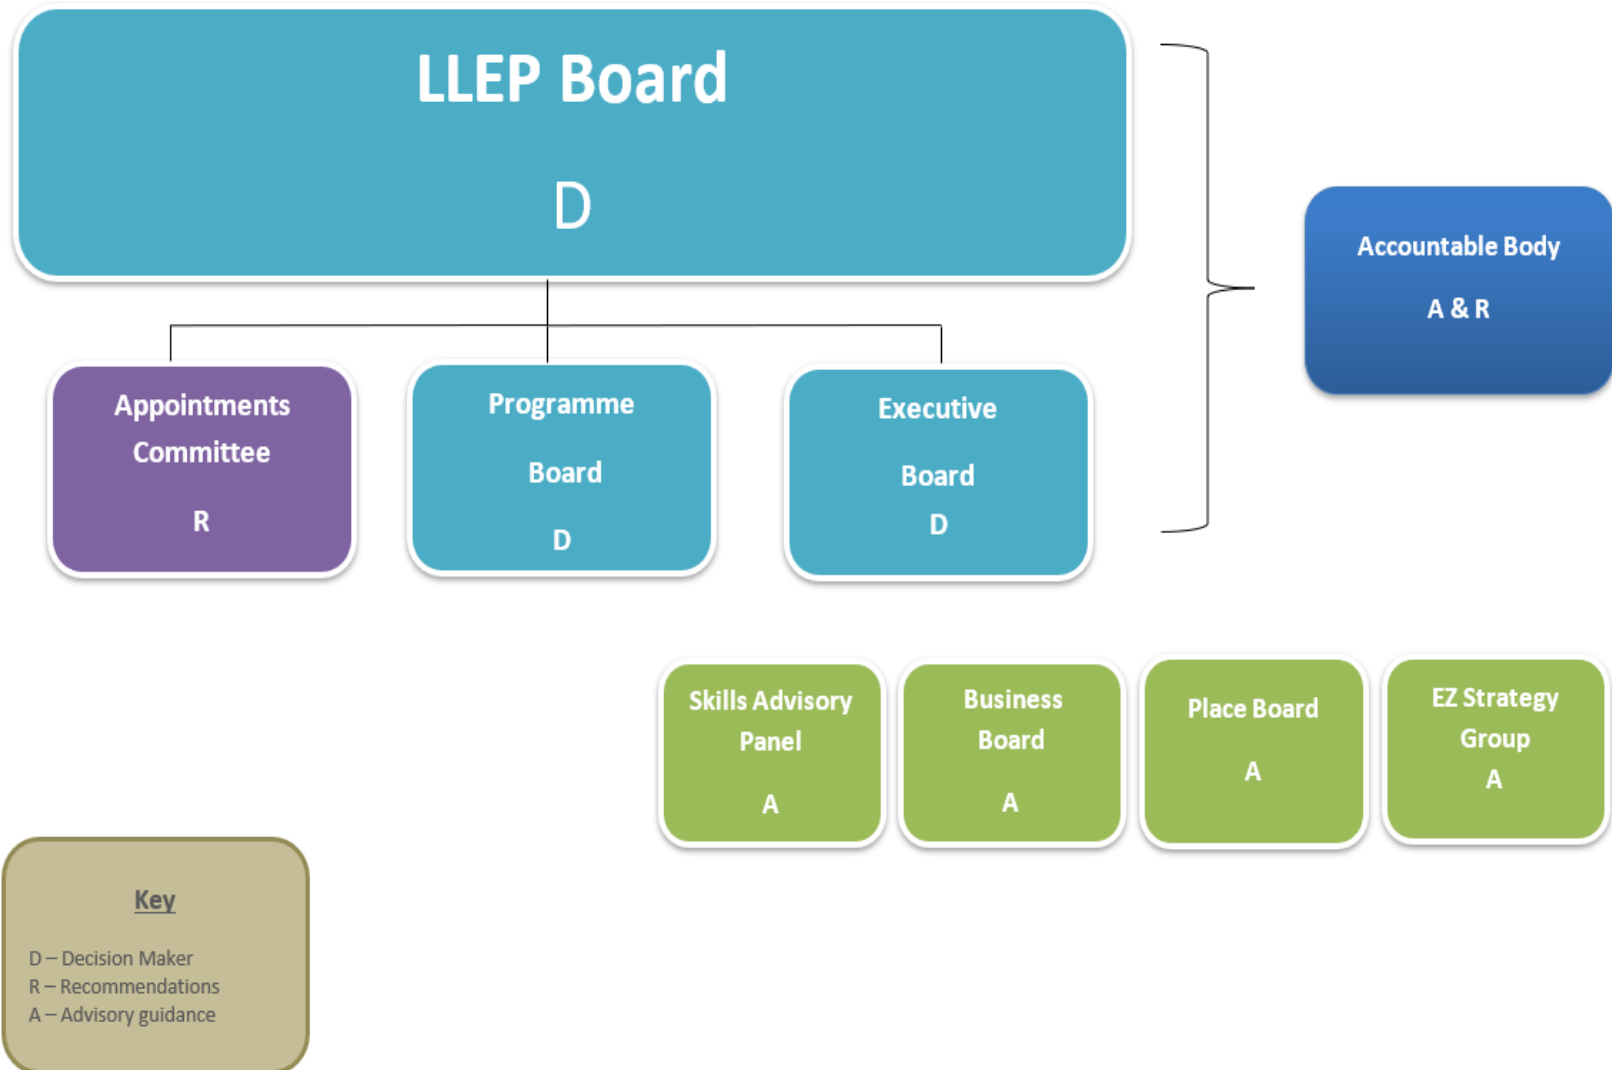 LLEP Board
D
Accountable Body
A & R
Appointments
Committee
R
Programme
Board
D
Executive
Board
D
Skills Advisory
Panel
A
Business
Board
A
Place Board
A
EZ Strategy
Group
A
Key
D – Decision Maker
R – Recommendations
A – Advisory guidance